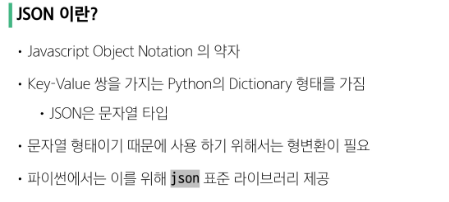 JSON 이란?
• Javascript Object Notation 의 약자
• Key-Value 쌍을 가지는 Python의 Dictionary 형태를 가짐
• JSON은 문자열 타입
• 문자열 형태이기 때문에 사용 하기 위해서는 형변환이 필요
• 파이썬에서는 이를 위해 json 표준 라이브러리 제공